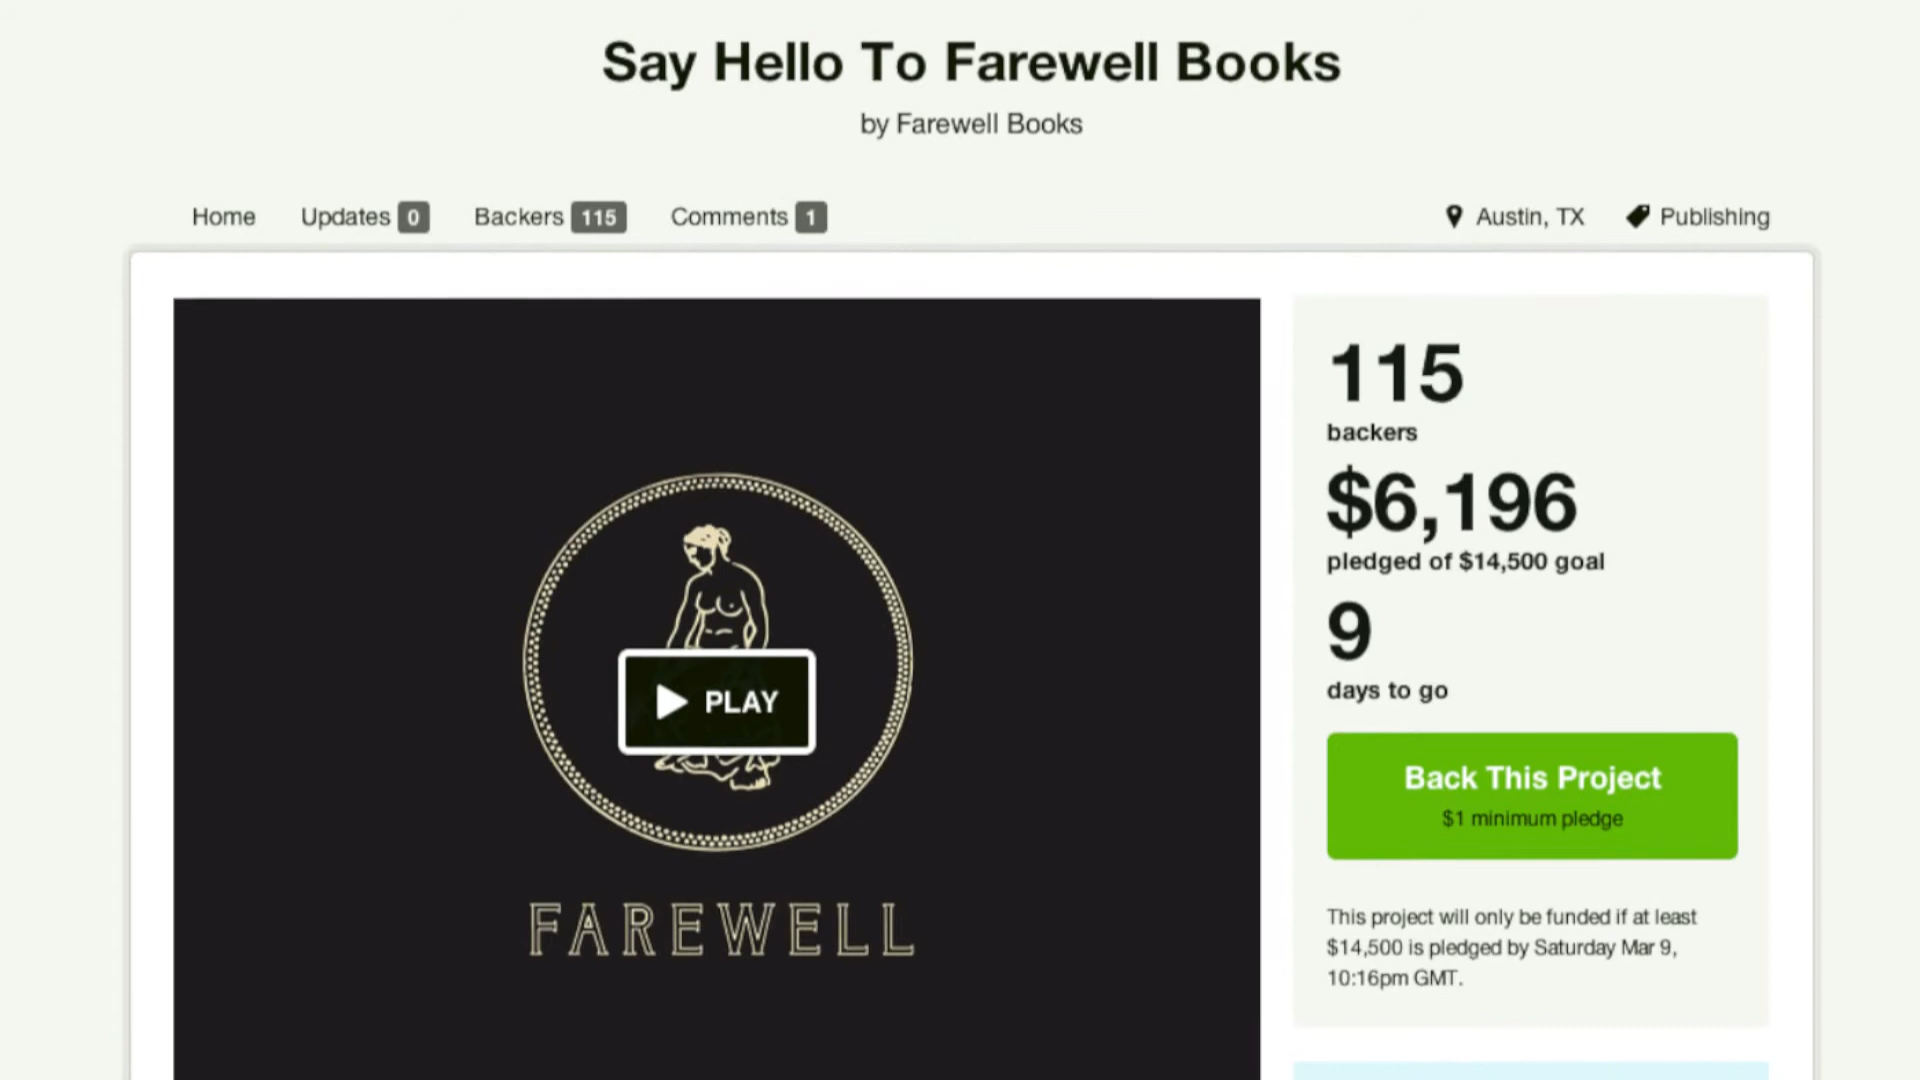 Say Hello To Farewell Books
by Farewell Books
Home Updates 0 Backers 115 Comments 1 Austin, TX Publishing
115
backers
$6,196
pledged of $14,500 goal
9
days to go
PLAY
Back This Project
$1 minimum pledge
FAREWELL
This project will only be funded if at least
$14,500 is pledged by Saturday Mar 9,
10:16pm GMT.